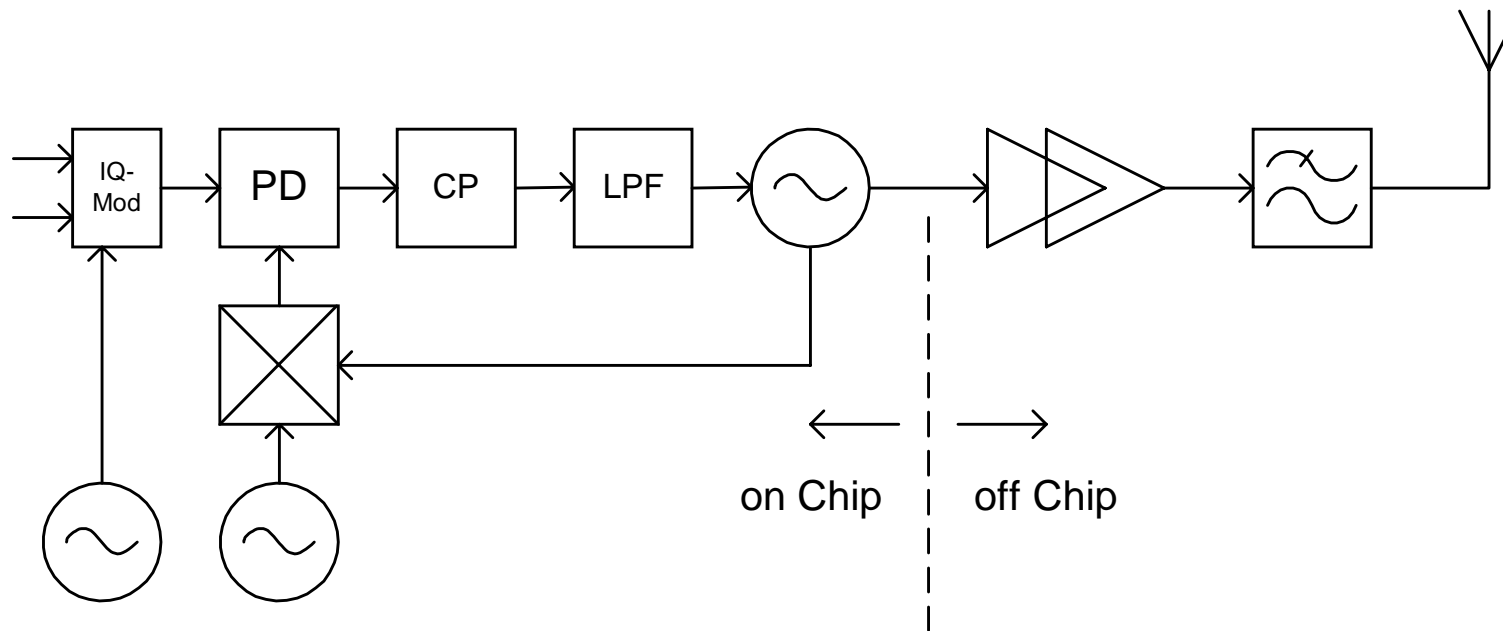 IQ-
Mod
PD
CP
LPF
on Chip
off Chip